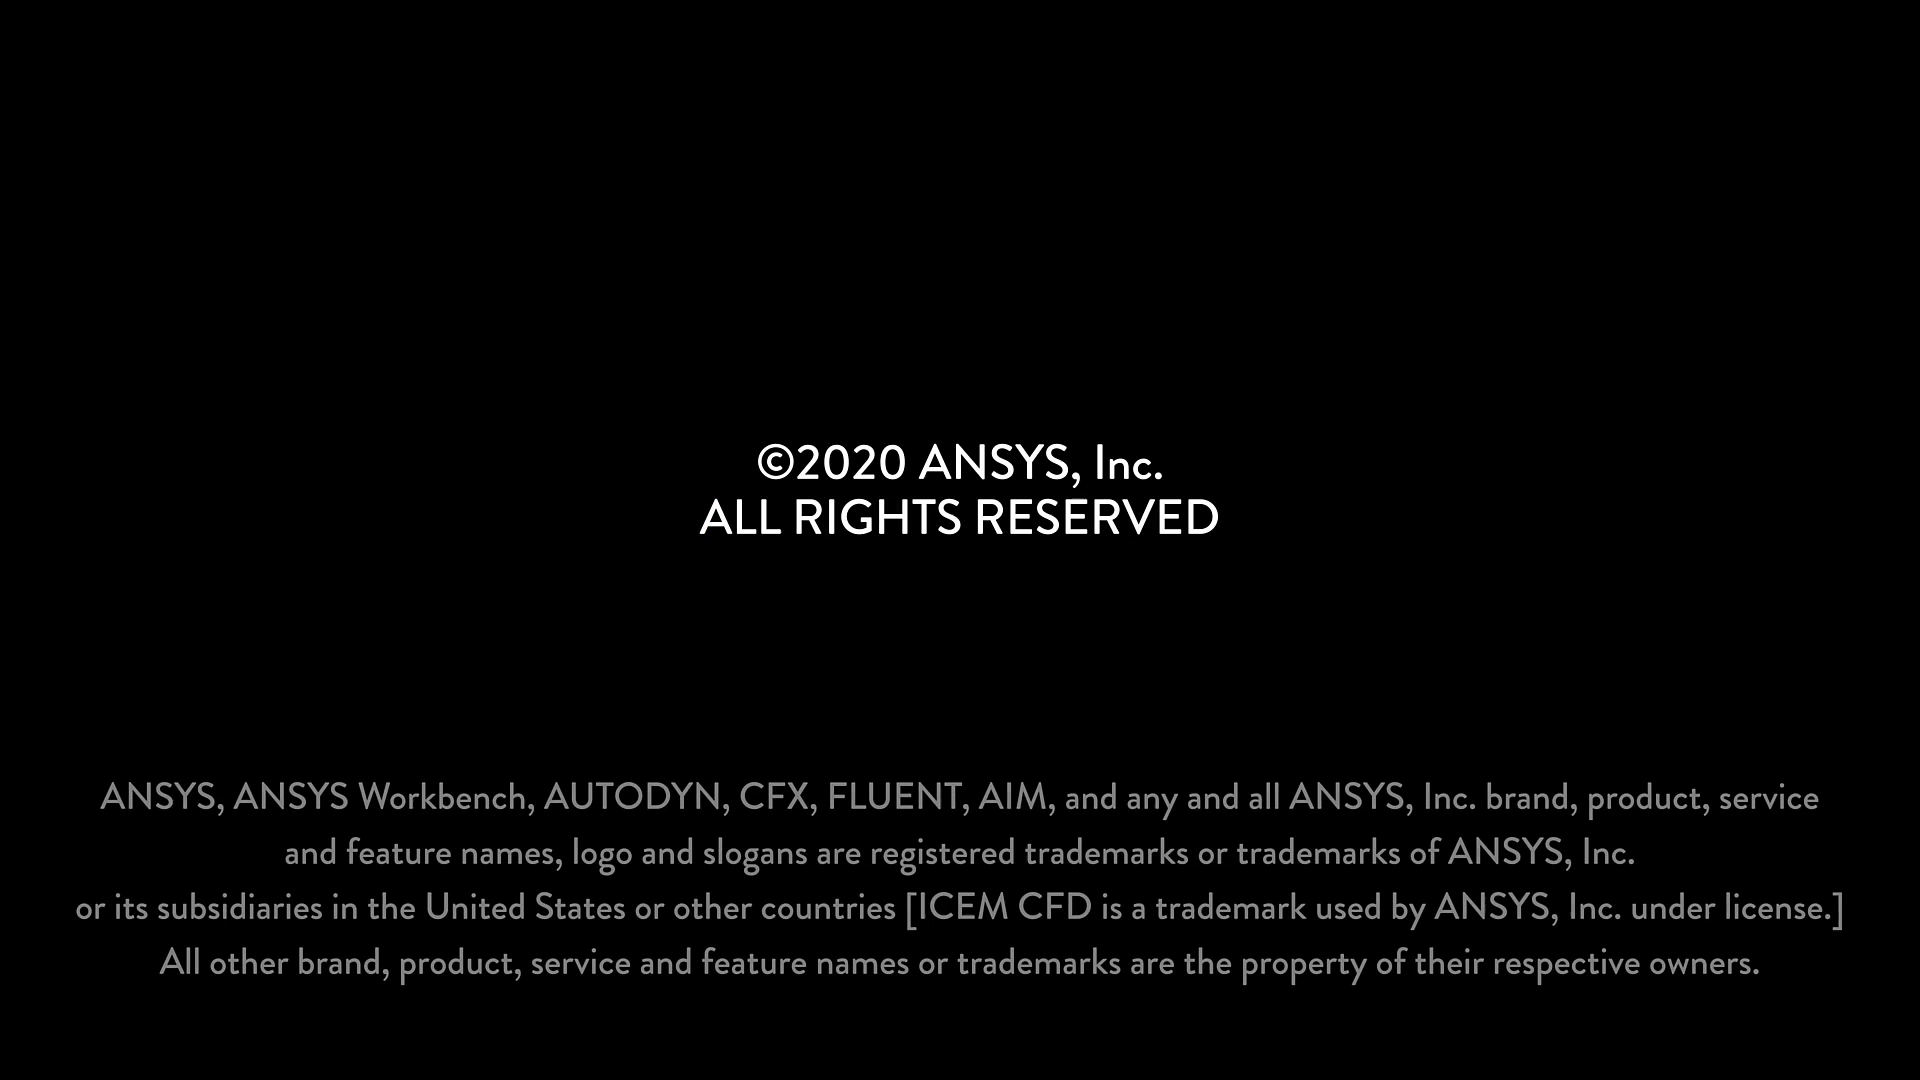 ©2020 ANSYS, Inc.
ALL RIGHTS RESERVED
ANSYS, ANSYS Workbench, AUTODYN, CFX, FLUENT, AIM, and any and all ANSYS, Inc. brand, product, service
and feature names, logo and slogans are registered trademarks or trademarks of ANSYS, Inc.
or its subsidiaries in the United States or other countries [ICEM CFD is a trademark used by ANSYS, Inc. under license.]
All other brand, product, service and feature names or trademarks are the property of their respective owners.